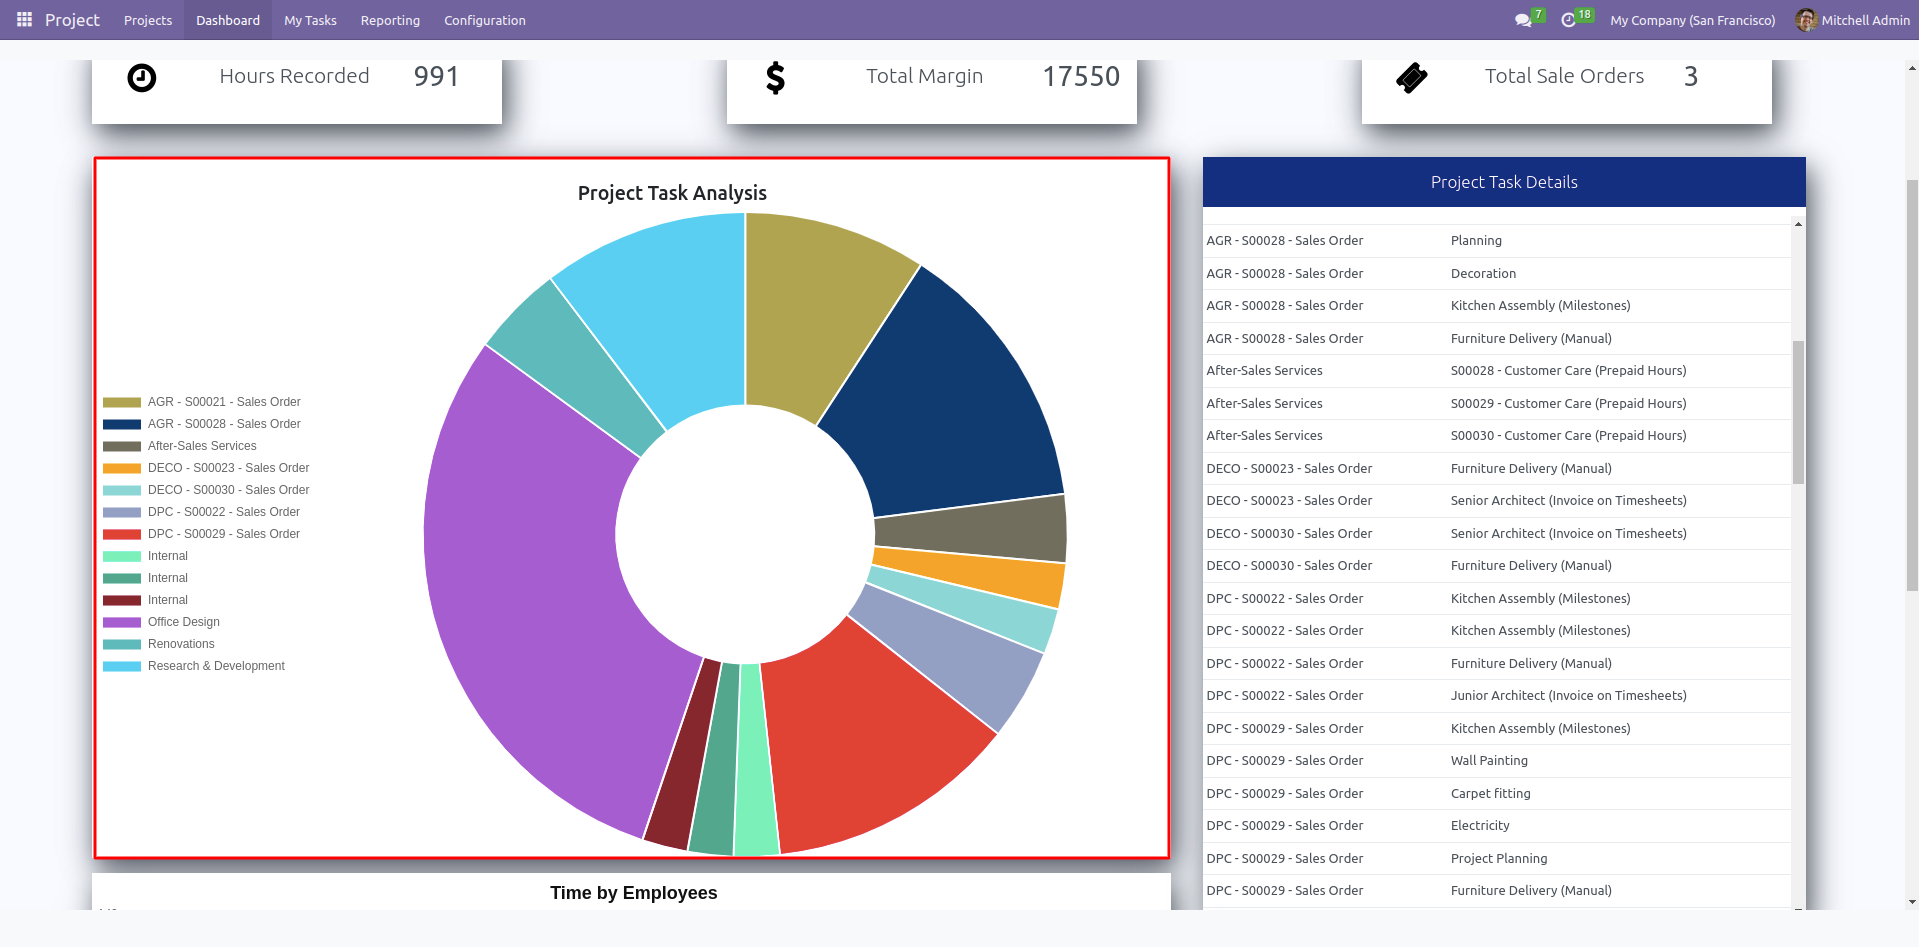 Project Projects Dashboard My Tasks Reporting Configuration 7 18 My Company (San Francisco) Mitchell Admin
Hours Recorded 991
Total Margin 17550
Total Sale Orders 3
Project Task Analysis
AGR - S00021 - Sales Order
AGR - S00028 - Sales Order
After-Sales Services
DECO - S00023 - Sales Order
DECO - S00030 - Sales Order
DPC - S00022 - Sales Order
DPC - S00029 - Sales Order
Internal
Internal
Internal
Office Design
Renovations
Research & Development
Project Task Details
AGR - S00028 - Sales Order Planning
AGR - S00028 - Sales Order Decoration
AGR - S00028 - Sales Order Kitchen Assembly (Milestones)
AGR - S00028 - Sales Order Furniture Delivery (Manual)
After-Sales Services S00028 - Customer Care (Prepaid Hours)
After-Sales Services S00029 - Customer Care (Prepaid Hours)
After-Sales Services S00030 - Customer Care (Prepaid Hours)
DECO - S00023 - Sales Order Furniture Delivery (Manual)
DECO - S00023 - Sales Order Senior Architect (Invoice on Timesheets)
DECO - S00030 - Sales Order Senior Architect (Invoice on Timesheets)
DECO - S00030 - Sales Order Furniture Delivery (Manual)
DPC - S00022 - Sales Order Kitchen Assembly (Milestones)
DPC - S00022 - Sales Order Kitchen Assembly (Milestones)
DPC - S00022 - Sales Order Furniture Delivery (Manual)
DPC - S00022 - Sales Order Junior Architect (Invoice on Timesheets)
DPC - S00029 - Sales Order Kitchen Assembly (Milestones)
DPC - S00029 - Sales Order Wall Painting
DPC - S00029 - Sales Order Carpet fitting
DPC - S00029 - Sales Order Electricity
DPC - S00029 - Sales Order Project Planning
DPC - S00029 - Sales Order Furniture Delivery (Manual)
Time by Employees